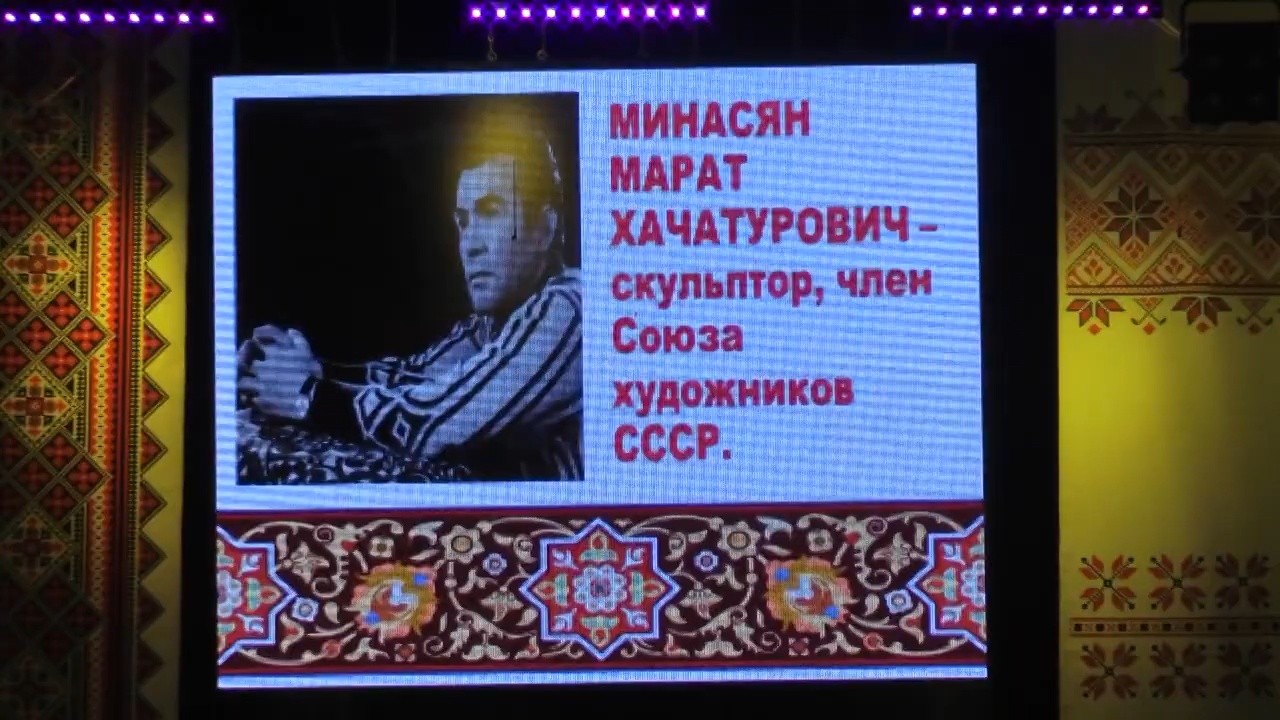 МИНАСЯН
МАРАТ
ХАЧАТУРОВИЧ –
скульптор, член
Союза
художников
СССР.